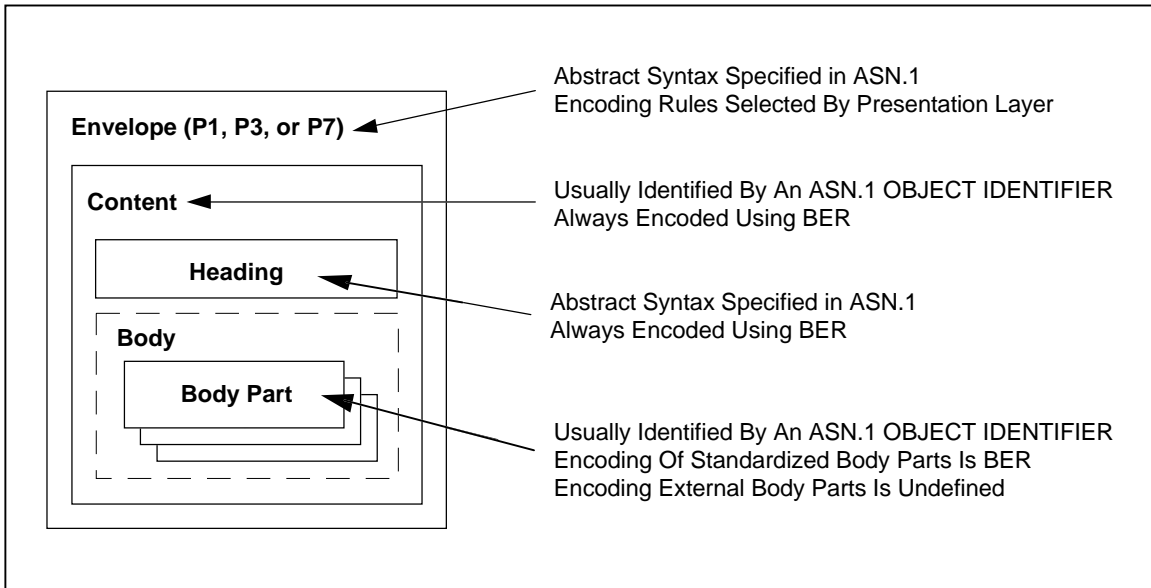 Abstract Syntax Specified in ASN.1
Encoding Rules Selected By Presentation Layer
Envelope (P1, P3, or P7)
Usually Identified By An ASN.1 OBJECT IDENTIFIER
Always Encoded Using BER
Content
Heading
Abstract Syntax Specified in ASN.1
Always Encoded Using BER
Body
Body Part
Usually Identified By An ASN.1 OBJECT IDENTIFIER
Encoding Of Standardized Body Parts Is BER
Encoding External Body Parts Is Undefined